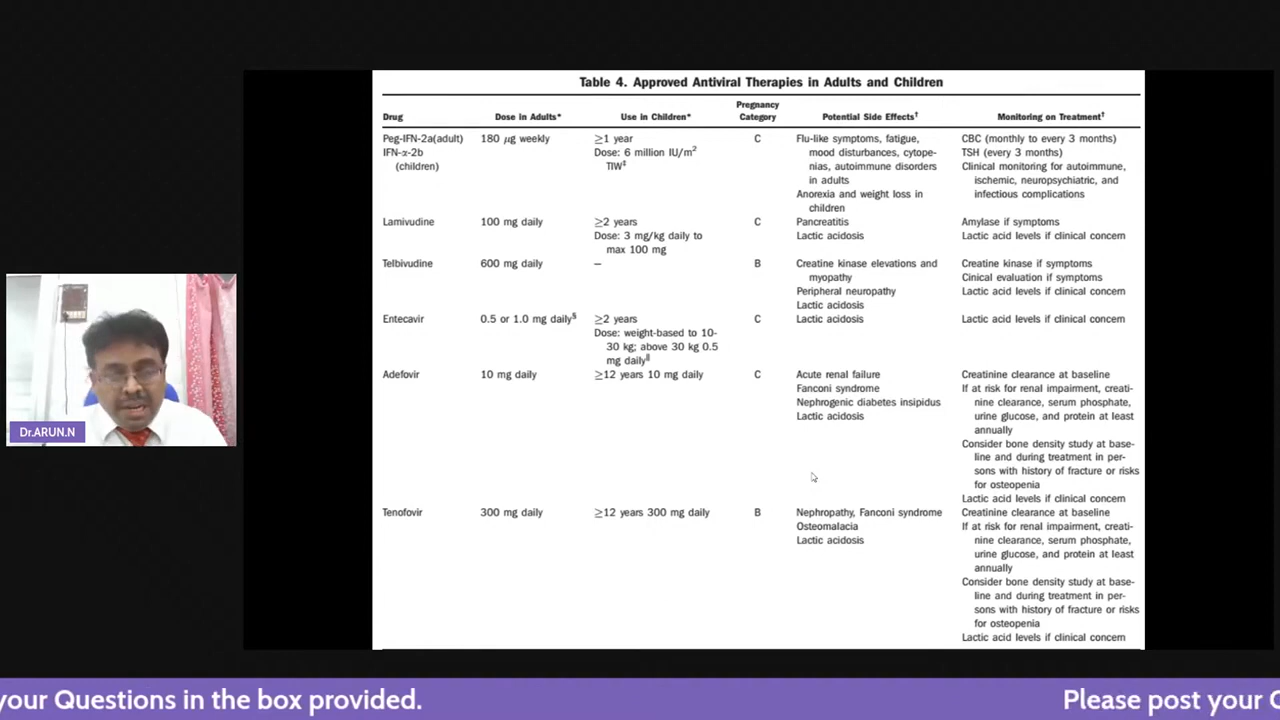 Table 4. Approved Antiviral Therapies in Adults and Children
Drug
Dose in Adults*
Use in Children*
Pregnancy
Category
Potential Side Effects†
Monitoring on Treatment†
Peg-IFN-2a(adult)
IFN-α-2b
(children)
180 μg weekly
≥1 year
Dose: 6 million IU/m²
TIW‡
C
Flu-like symptoms, fatigue,
mood disturbances, cytope-
nias, autoimmune disorders
in adults
Anorexia and weight loss in
children
CBC (monthly to every 3 months)
TSH (every 3 months)
Clinical monitoring for autoimmune,
ischemic, neuropsychiatric, and
infectious complications
Lamivudine
100 mg daily
≥2 years
Dose: 3 mg/kg daily to
max 100 mg
C
Pancreatitis
Lactic acidosis
Amylase if symptoms
Lactic acid levels if clinical concern
Telbivudine
600 mg daily
–
B
Creatine kinase elevations and
myopathy
Peripheral neuropathy
Lactic acidosis
Creatine kinase if symptoms
Cinical evaluation if symptoms
Lactic acid levels if clinical concern
Entecavir
0.5 or 1.0 mg daily§
≥2 years
Dose: weight-based to 10-
30 kg; above 30 kg 0.5
mg daily‖
C
Lactic acidosis
Lactic acid levels if clinical concern
Adefovir
10 mg daily
≥12 years 10 mg daily
C
Acute renal failure
Fanconi syndrome
Nephrogenic diabetes insipidus
Lactic acidosis
Creatinine clearance at baseline
If at risk for renal impairment, creati-
nine clearance, serum phosphate,
urine glucose, and protein at least
annually
Consider bone density study at base-
line and during treatment in per-
sons with history of fracture or risks
for osteopenia
Lactic acid levels if clinical concern
Tenofovir
300 mg daily
≥12 years 300 mg daily
B
Nephropathy, Fanconi syndrome
Osteomalacia
Lactic acidosis
Creatinine clearance at baseline
If at risk for renal impairment, creati-
nine clearance, serum phosphate,
urine glucose, and protein at least
annually
Consider bone density study at base-
line and during treatment in per-
sons with history of fracture or risks
for osteopenia
Lactic acid levels if clinical concern
Dr.ARUN.N
your Questions in the box provided.
Please post your